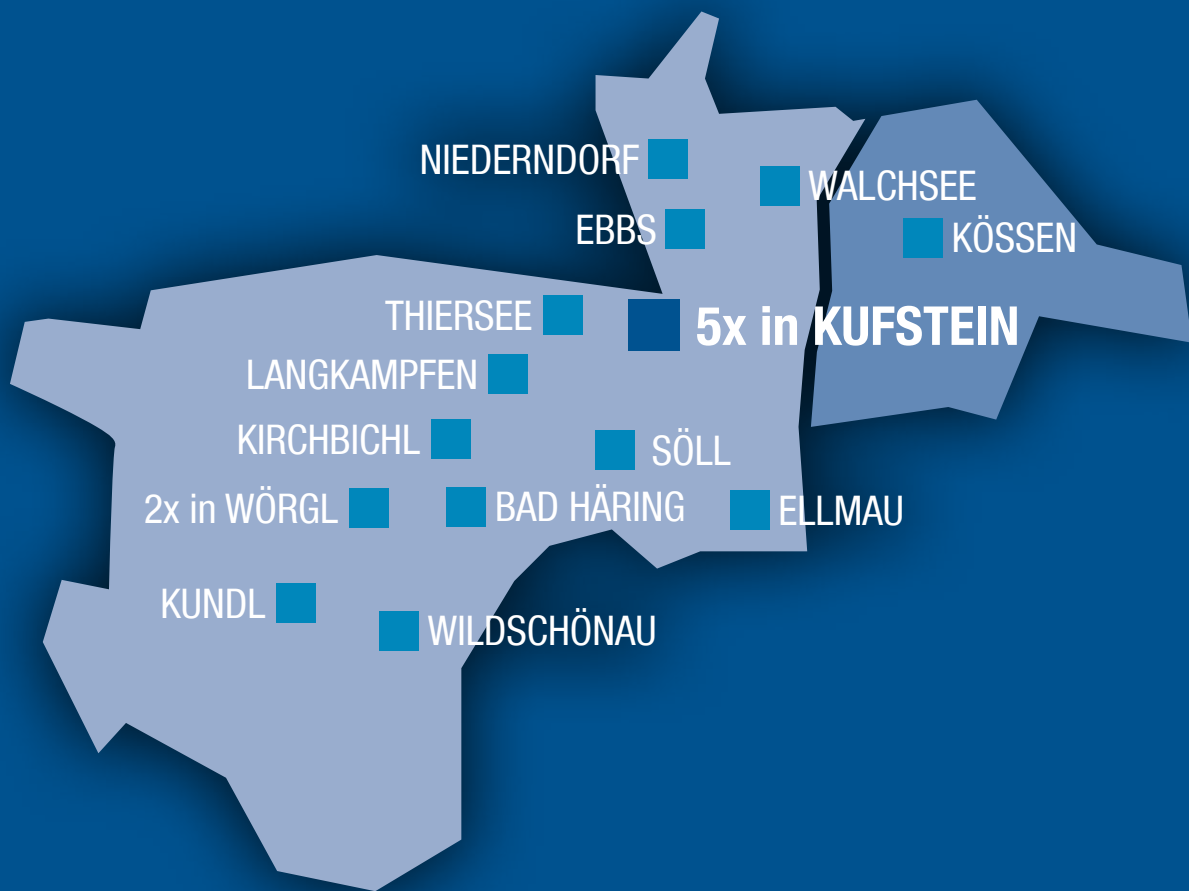 NIEDERNDORF
WALCHSEE
EBBS
KÖSSEN
THIERSEE
5x in KUFSTEIN
LANGKAMPFEN
KIRCHBICHL
SÖLL
2x in WÖRGL
BAD HÄRING
ELLMAU
KUNDL
WILDSCHÖNAU